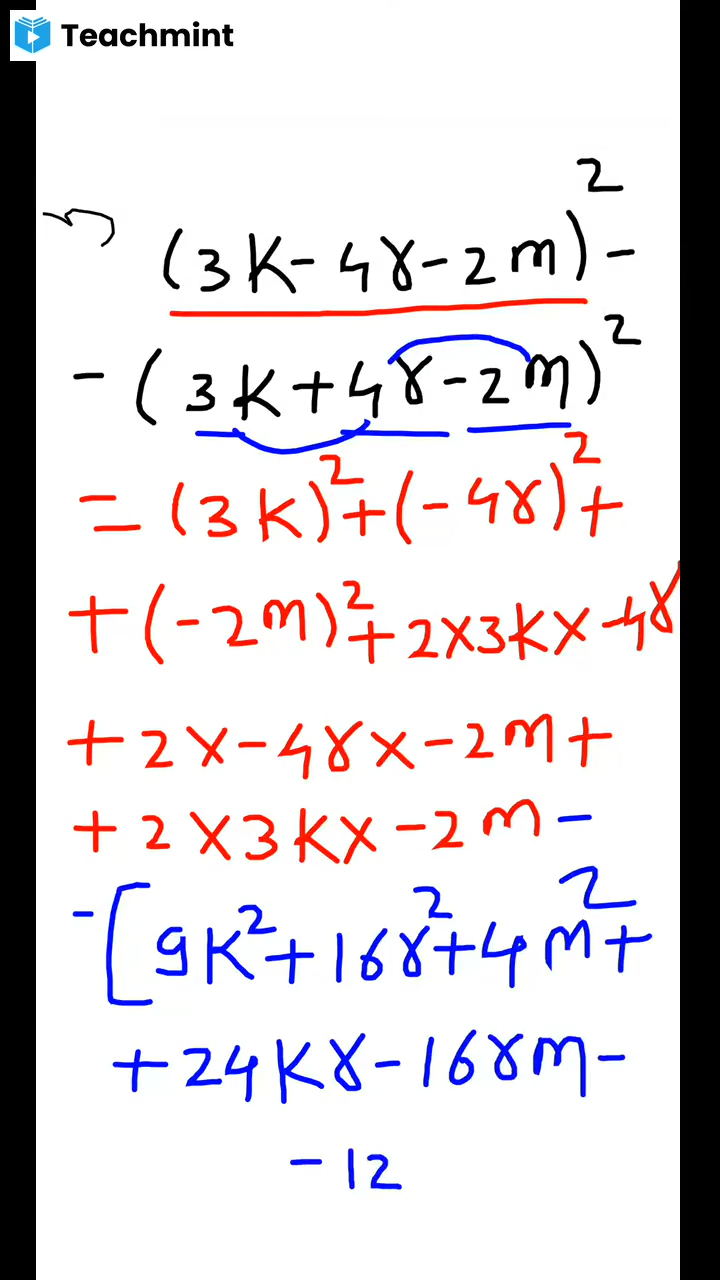 Teachmint
(3k-4r-2m)²-
-(3k+4r-2m)²
=(3k)²+(-4r)²+
+(-2m)²+2×3k×-4r
+2×-4r×-2m+
+2×3k×-2m-
-[9k²+16r²+4m²+
+24kr-16rm-
-12